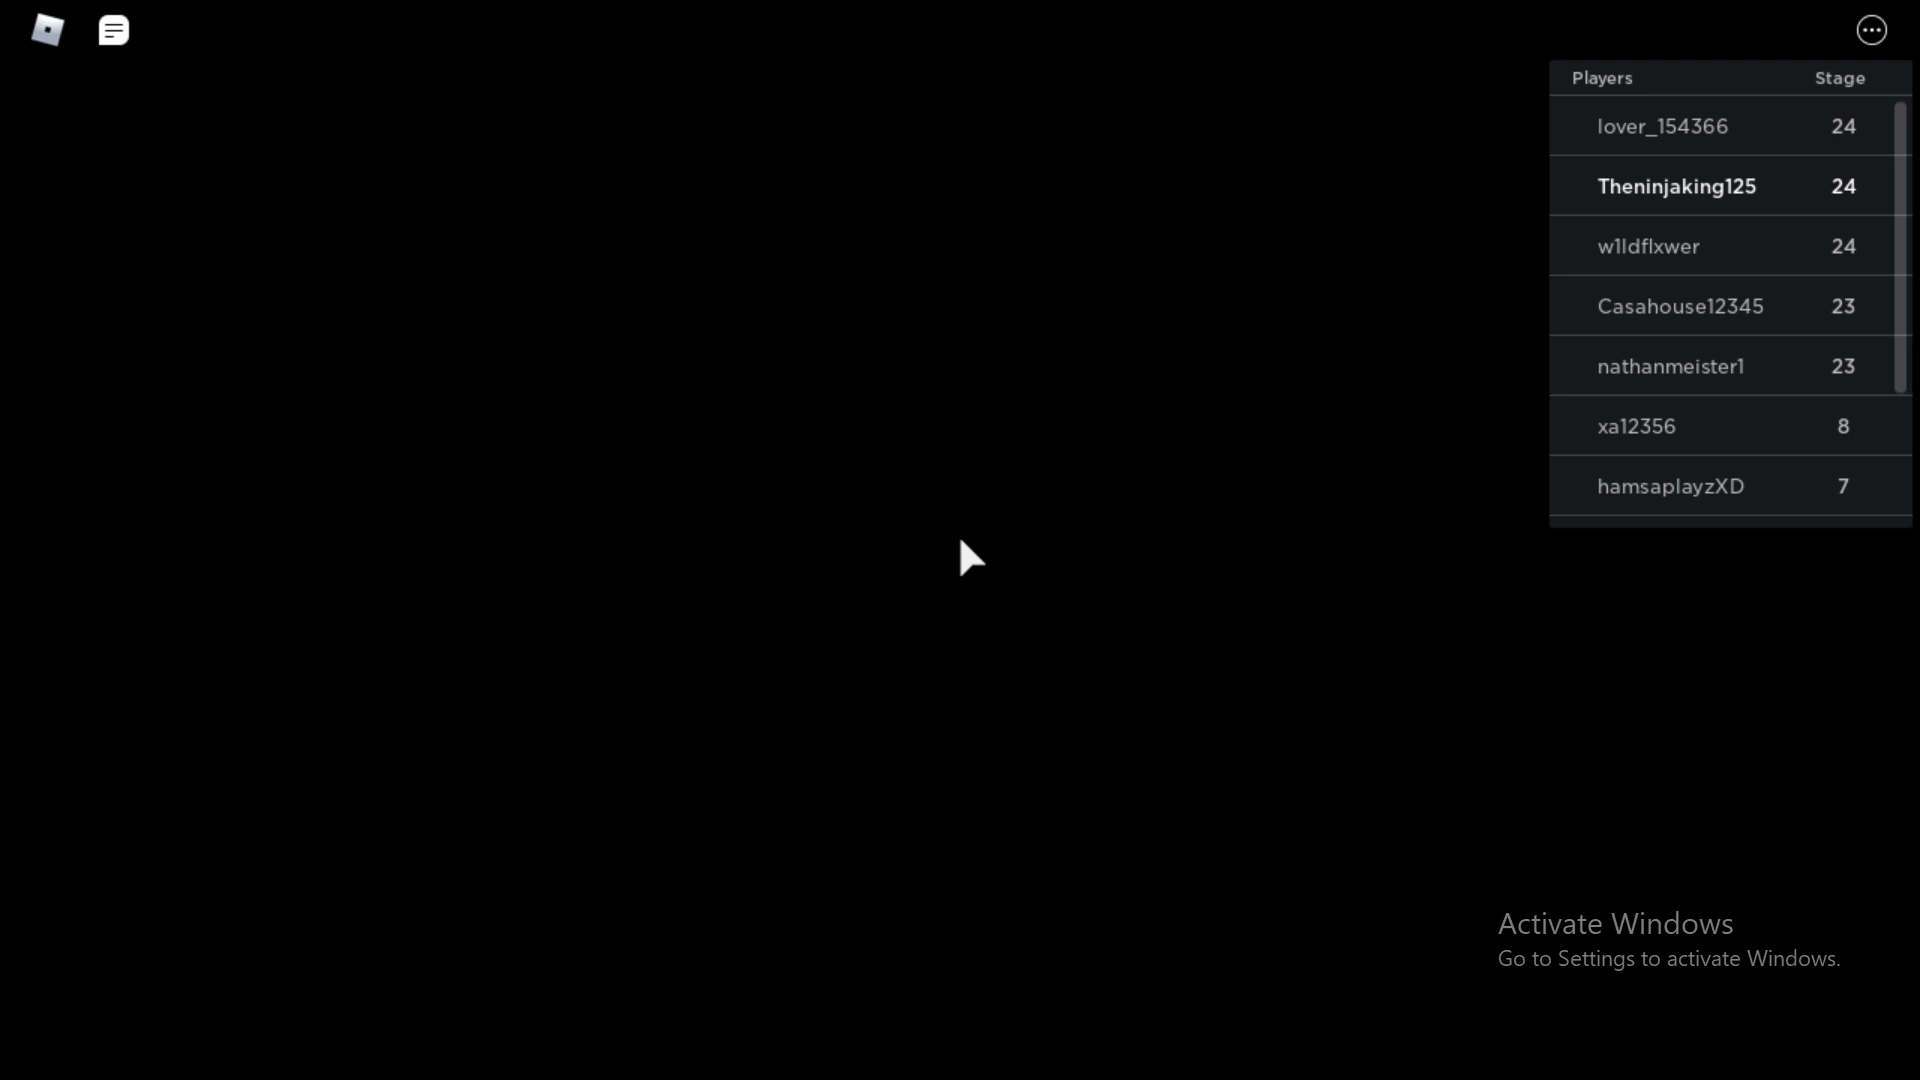 Players Stage
lover_154366 24
Theninjaking125 24
w1ldflxwer 24
Casahouse12345 23
nathanmeister1 23
xa12356 8
hamsaplayzXD 7
Activate Windows
Go to Settings to activate Windows.